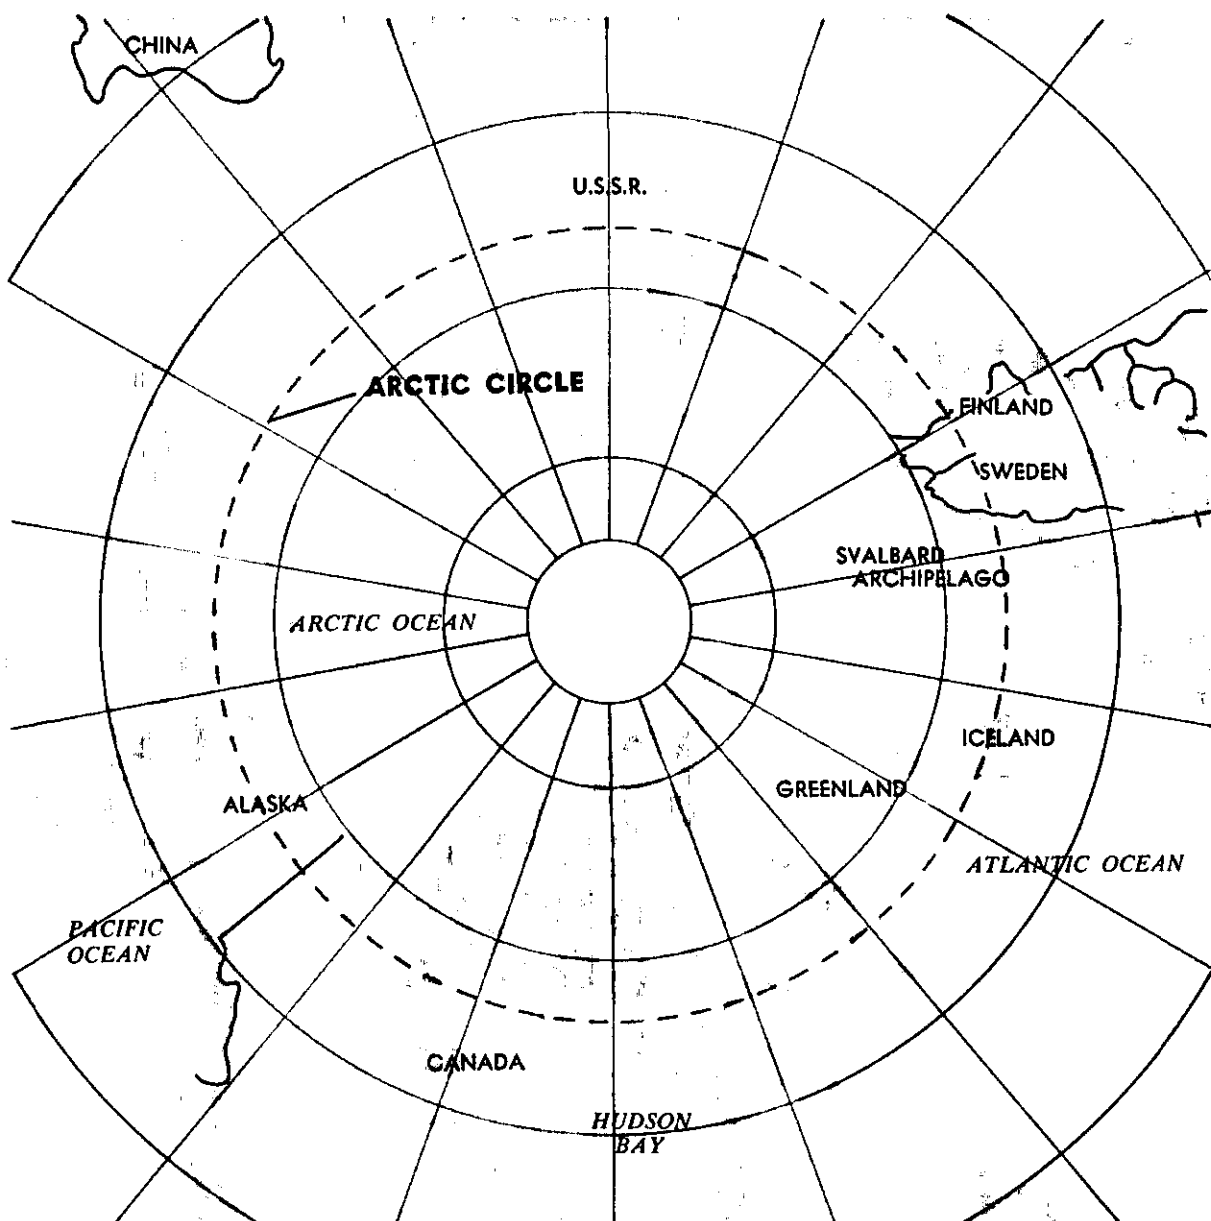 CHINA
U.S.S.R.
ARCTIC CIRCLE
FINLAND
SWEDEN
SVALBARD
ARCHIPELAGO
ARCTIC OCEAN
ICELAND
GREENLAND
ALASKA
ATLANTIC OCEAN
PACIFIC
OCEAN
CANADA
HUDSON
BAY